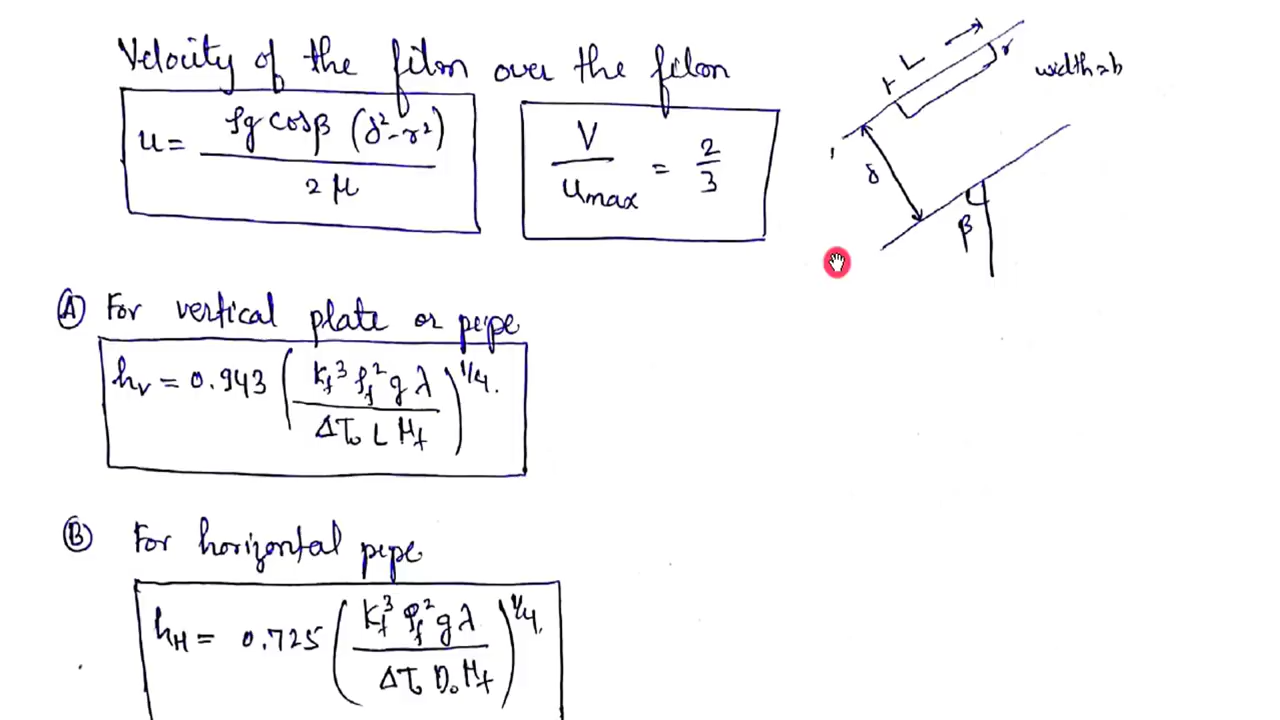 Velocity of the film over the film
u = ρg cosβ (δ² - r²) / 2 μ
V / umax = 2 / 3
L r width = b
δ
β
Ⓐ For vertical plate or pipe
hv = 0.943 ( kf³ ρf² g λ / ΔTo L μf )^1/4.
Ⓑ For horizontal pipe
hH = 0.725 ( kf³ ρf² g λ / ΔTo Do μf )^1/4.